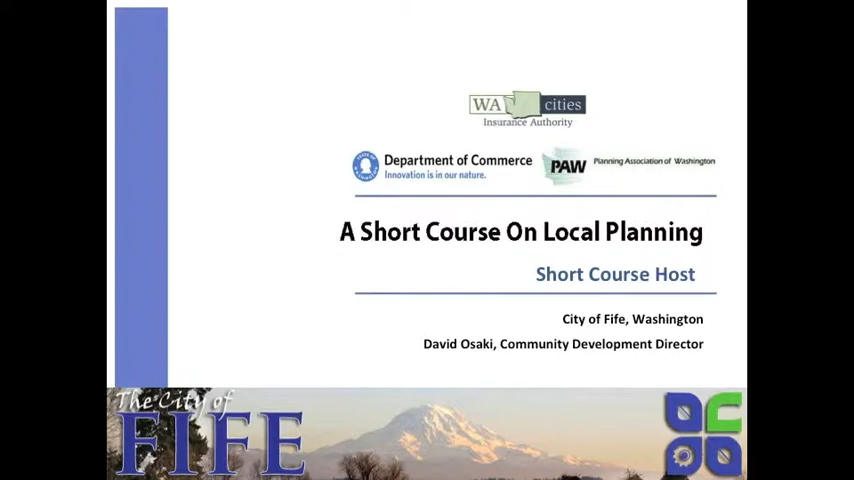 WA cities
Insurance Authority
Department of Commerce
Innovation is in our nature.
PAW
Planning Association of Washington
A Short Course On Local Planning
Short Course Host
City of Fife, Washington
David Osaki, Community Development Director
The City of
FIFE